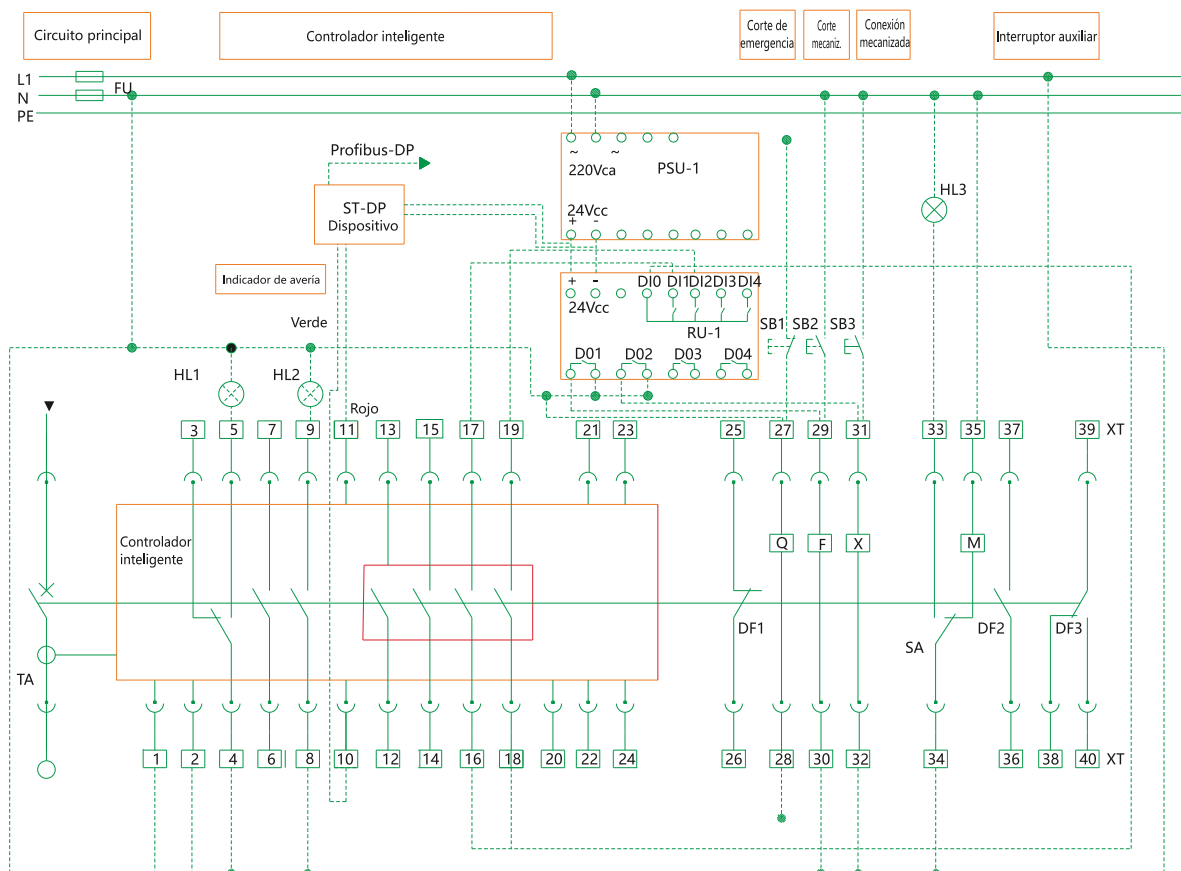 Circuito principal
Controlador inteligente
Corte de
emergencia
Corte
mecaniz.
Conexión
mecanizada
Interruptor auxiliar
L1
FU
N
PE
Profibus-DP
~ ~
220Vca
PSU-1
24Vcc
+ -
ST-DP
Dispositivo
HL3
Indicador de avería
+ - DI0 DI1 DI2 DI3 DI4
24Vcc
RU-1
Verde
SB1 SB2 SB3
D01 D02 D03 D04
HL1 HL2
Rojo
3 5 7 9 11 13 15 17 19 21 23 25 27 29 31 33 35 37 39 XT
Controlador
inteligente
Q F X M
DF1 SA DF2 DF3
TA
1 2 4 6 8 10 12 14 16 18 20 22 24 26 28 30 32 34 36 38 40 XT